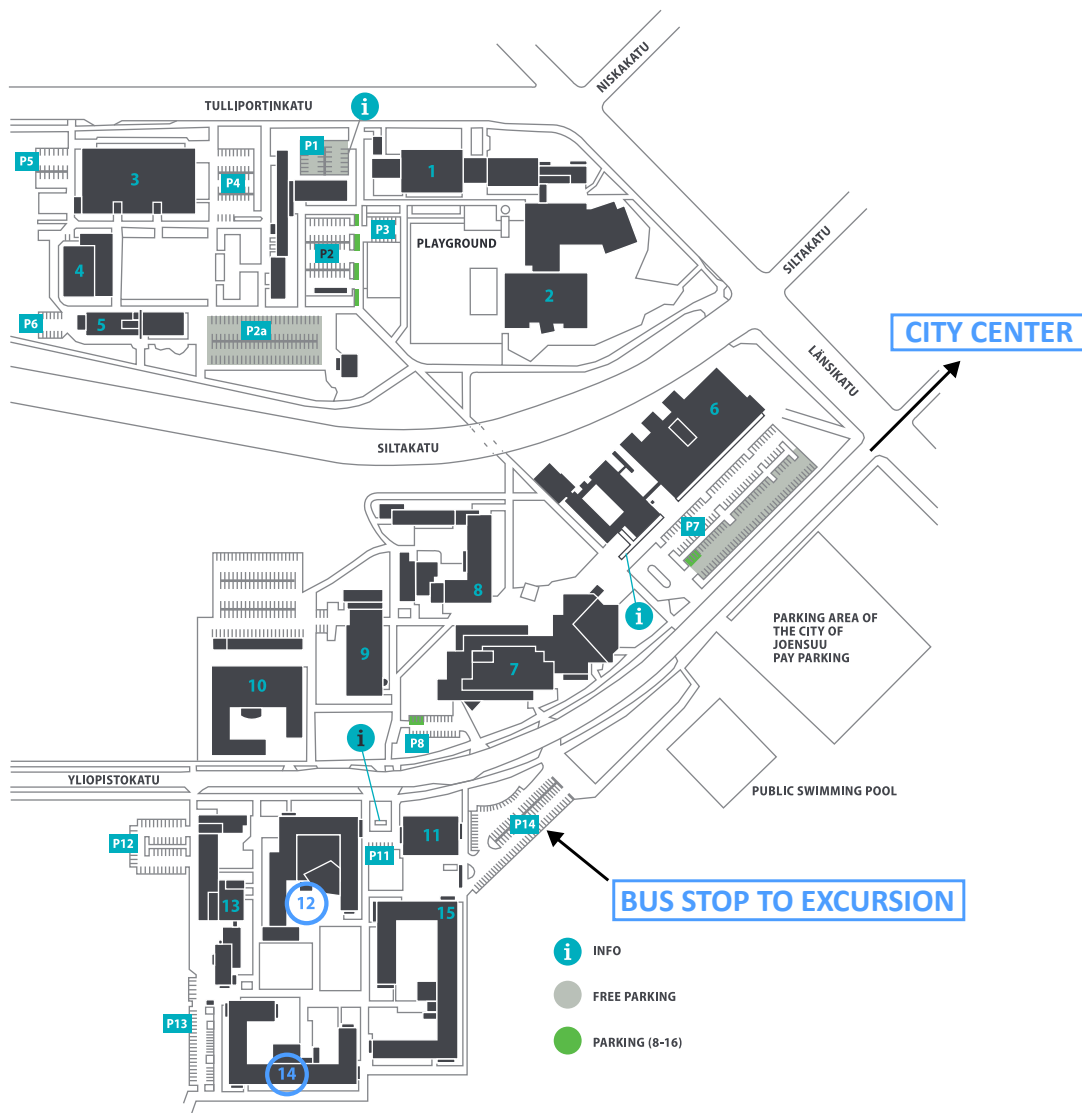 NISKAKATU
TULLIPORTINKATU
i
P1
P5
3
P4
1
P3
PLAYGROUND
P2
SILTAKATU
4
2
P6
5
P2a
CITY CENTER
LÄNSIKATU
6
SILTAKATU
P7
8
i
PARKING AREA OF
THE CITY OF
JOENSUU
PAY PARKING
9
7
10
i
P8
YLIOPISTOKATU
PUBLIC SWIMMING POOL
P12
11
P14
P11
13
12
15
BUS STOP TO EXCURSION
i
INFO
FREE PARKING
P13
PARKING (8-16)
14